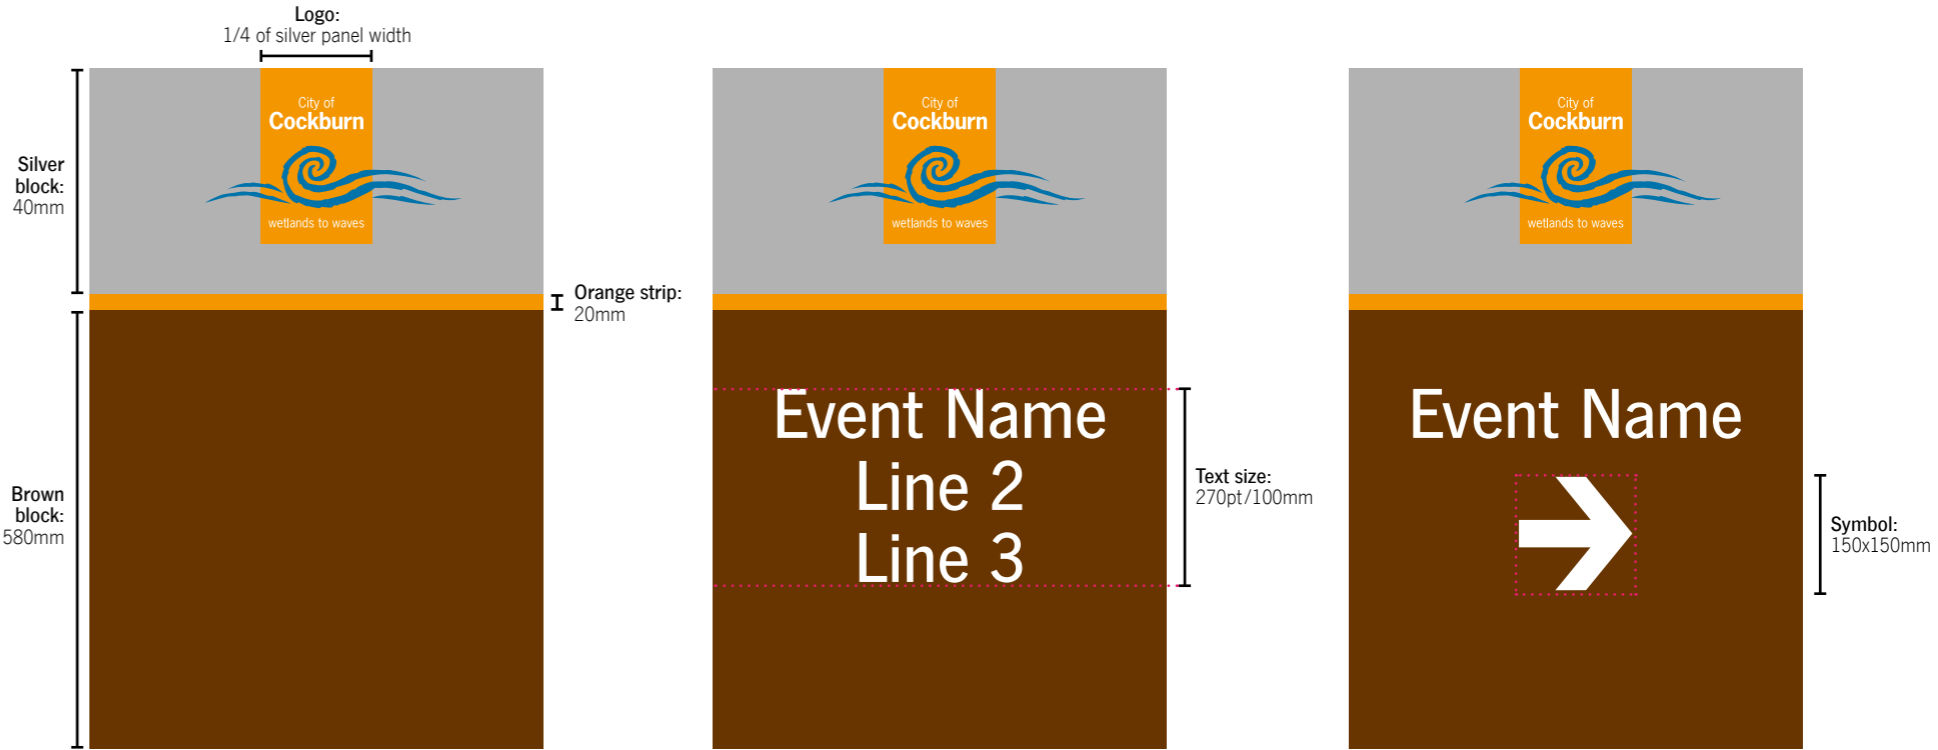 Logo:
1/4 of silver panel width
City of
Cockburn
wetlands to waves
Silver
block:
40mm
Orange strip:
20mm
Brown
block:
580mm
City of
Cockburn
wetlands to waves
Event Name
Line 2
Line 3
Text size:
270pt/100mm
City of
Cockburn
wetlands to waves
Event Name
Symbol:
150x150mm